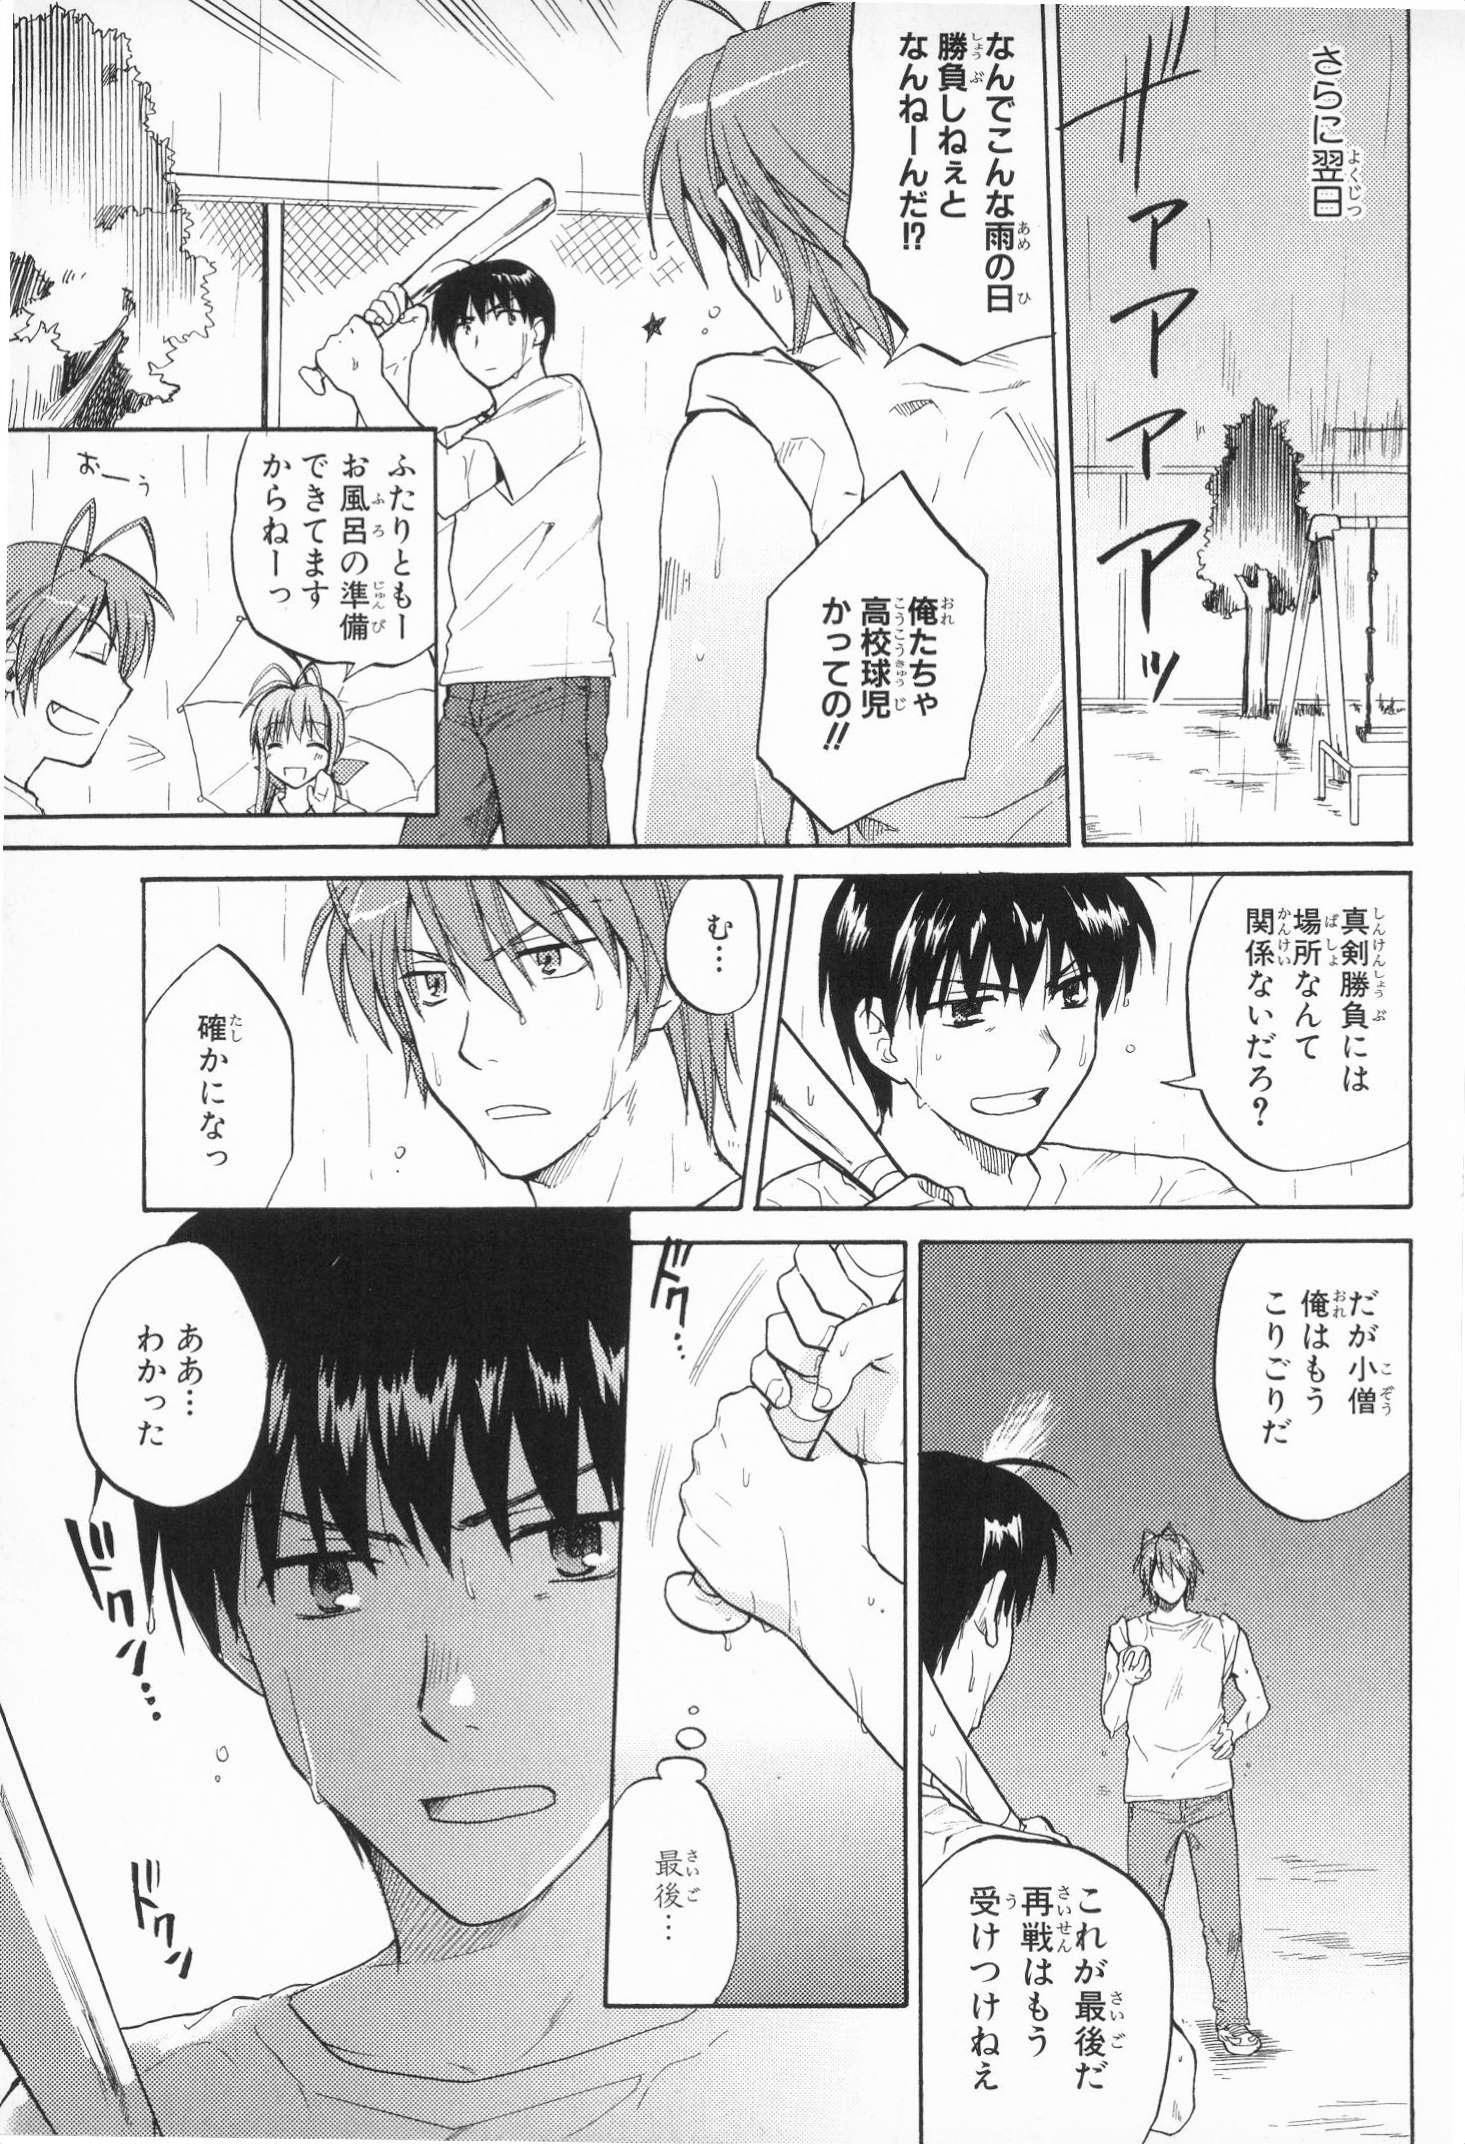 さらに翌日
ザアアアアッ
なんでこんな雨の日
勝負しねぇと
なんねーんだ!?
俺たちゃ
高校球児
かっての!!
ふたりともー
お風呂の準備
できてます
からねーっ
おーぅ
真剣勝負には
場所なんて
関係ないだろ？
む…
確かになっ
だが小僧
俺はもう
こりごりだ
これが最後だ
再戦はもう
受けつけねえ
ドクン…
最後…
ああ…
わかった
ドクン…
ドクン